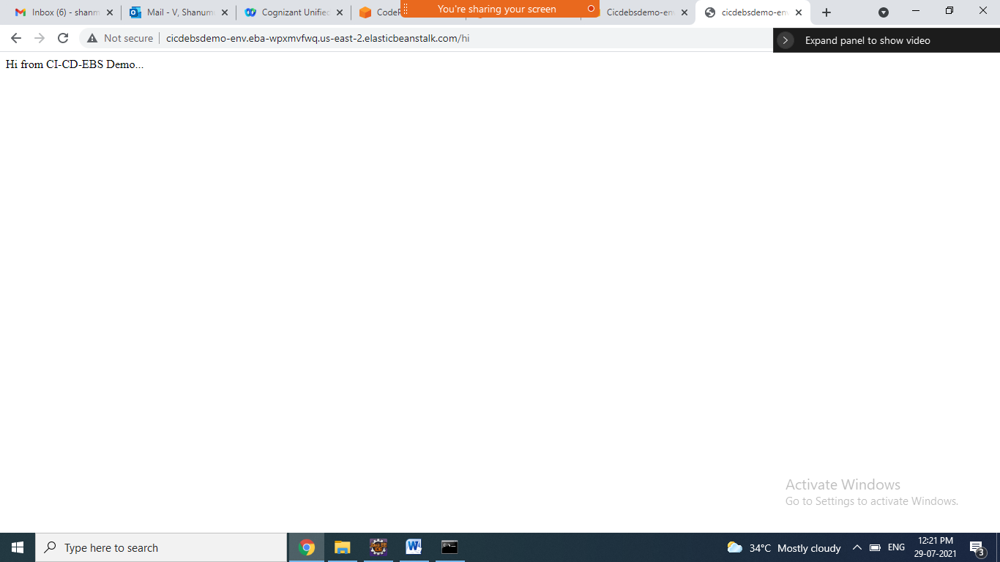 Inbox (6) - shanm
Mail - V, Shanum
Cognizant Unified
CodeP
You're sharing your screen
Cicdebsdemo-en
cicdebsdemo-env
Not secure
cicdebsdemo-env.eba-wpxmvfwq.us-east-2.elasticbeanstalk.com/hi
Expand panel to show video
Hi from CI-CD-EBS Demo...
Activate Windows
Go to Settings to activate Windows.
Type here to search
34°C Mostly cloudy
ENG
12:21 PM
29-07-2021
3